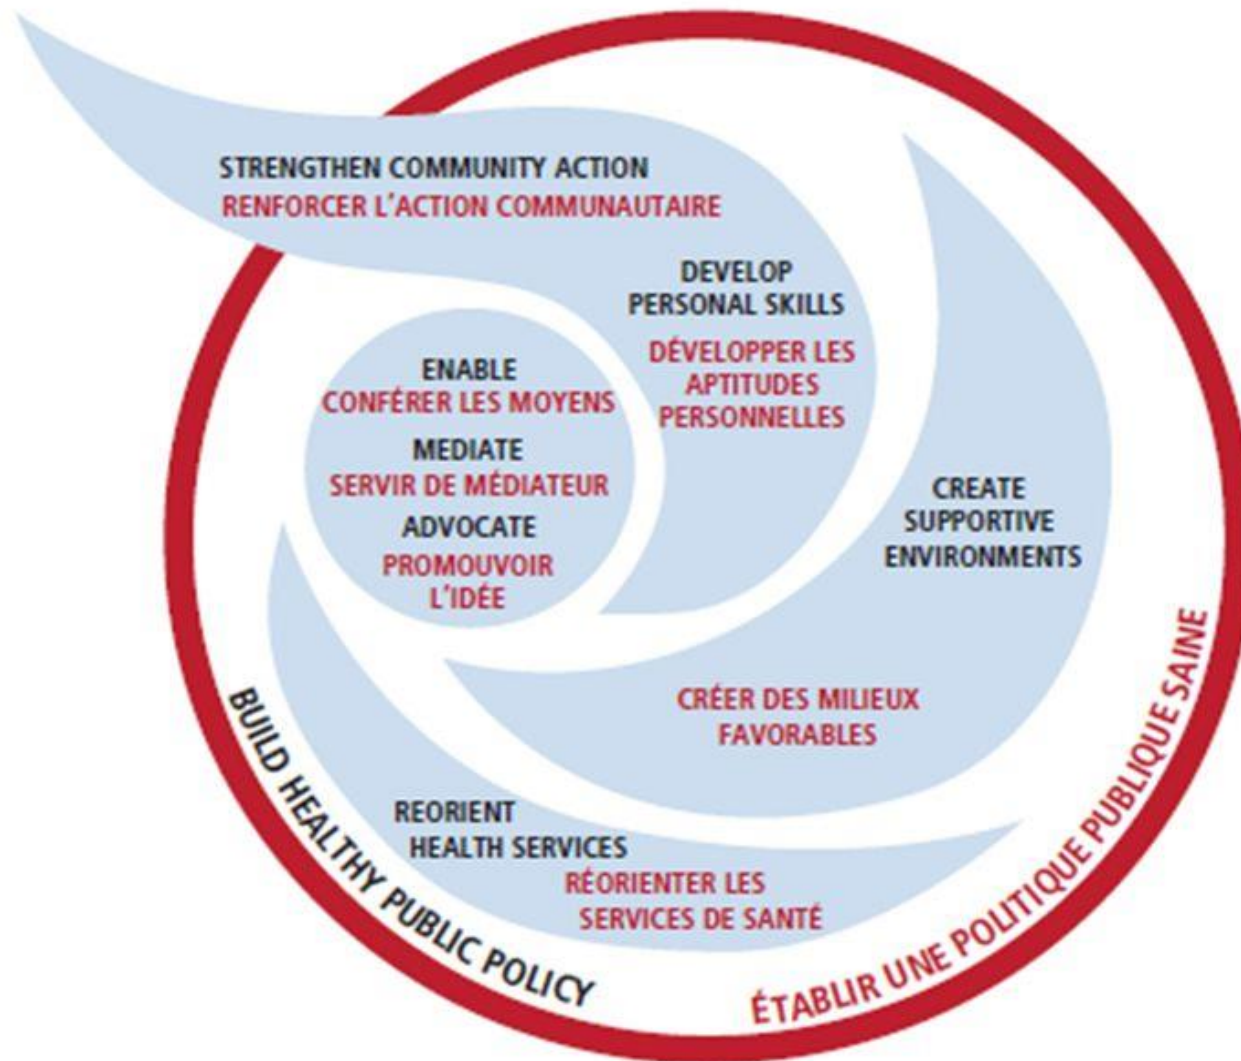 STRENGTHEN COMMUNITY ACTION
RENFORCER L'ACTION COMMUNAUTAIRE
DEVELOP
PERSONAL SKILLS
DÉVELOPPER LES
APTITUDES
PERSONNELLES
ENABLE
CONFÉRER LES MOYENS
MEDIATE
SERVIR DE MÉDIATEUR
ADVOCATE
PROMOUVOIR
L'IDÉE
CREATE
SUPPORTIVE
ENVIRONMENTS
CRÉER DES MILIEUX
FAVORABLES
REORIENT
HEALTH SERVICES
RÉORIENTER LES
SERVICES DE SANTÉ
BUILD HEALTHY PUBLIC POLICY
ÉTABLIR UNE POLITIQUE PUBLIQUE SAINE